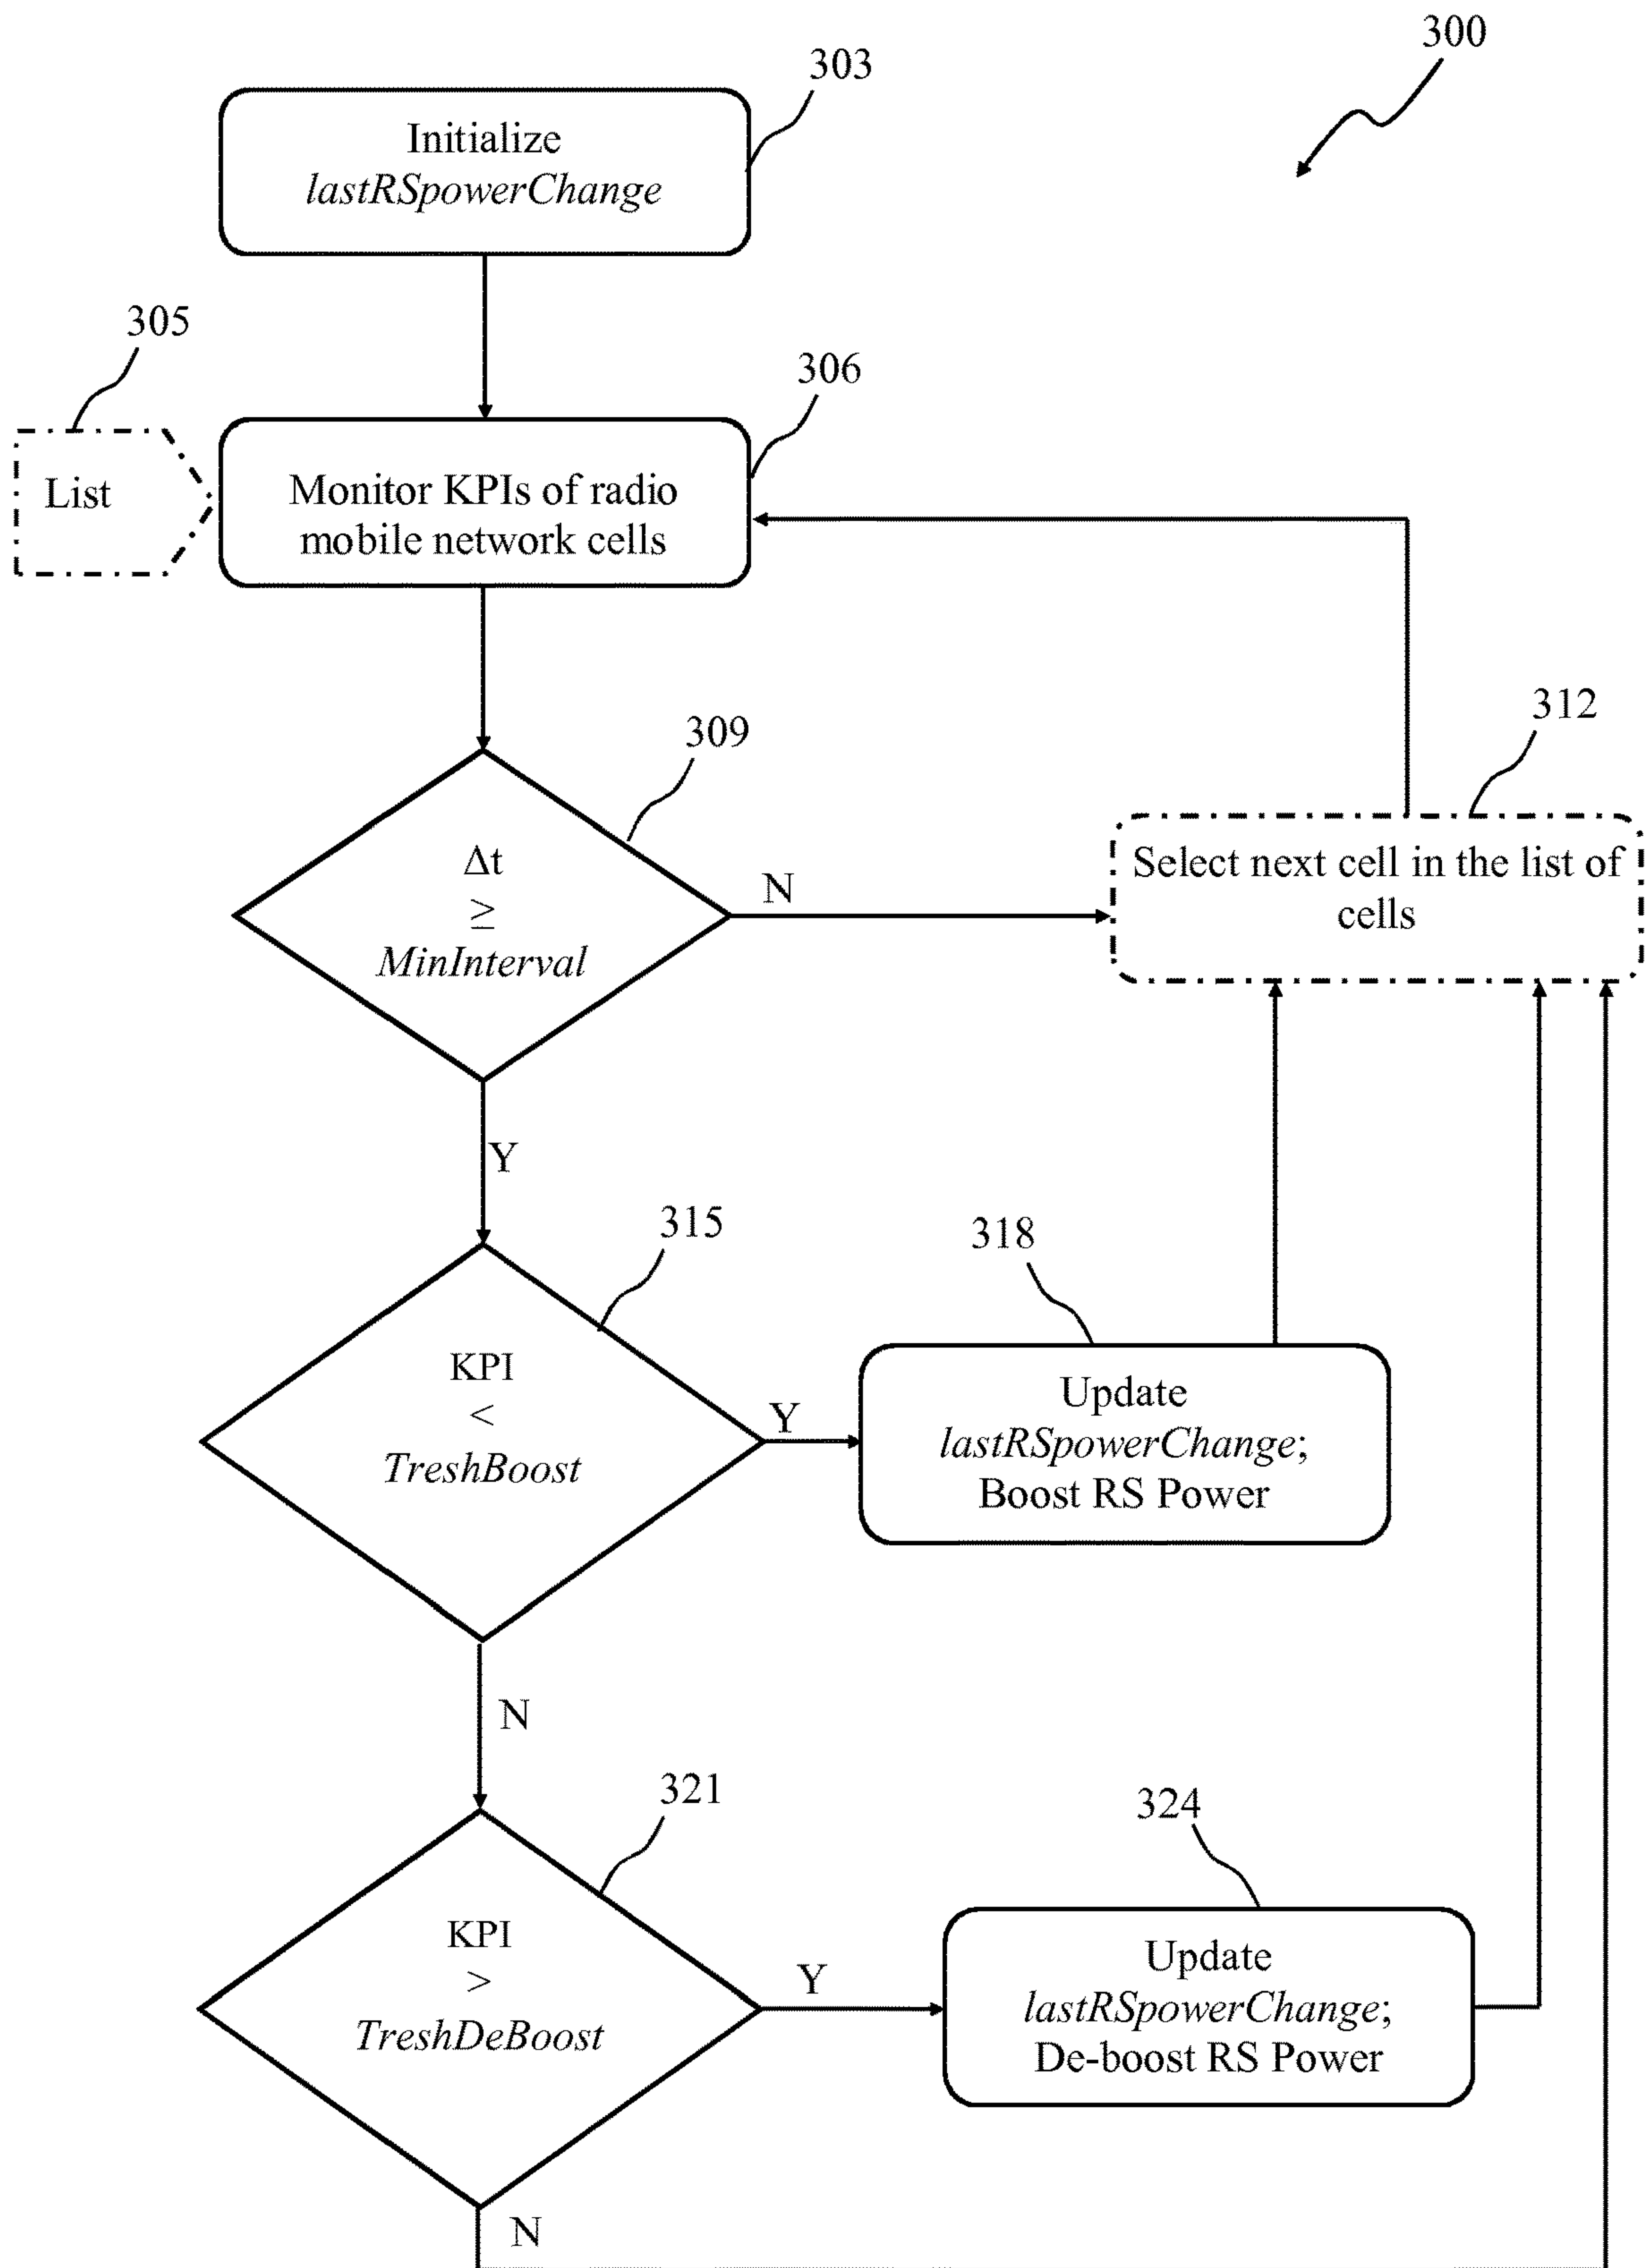 300
303
Initialize
lastRSpowerChange
305
306
List
Monitor KPIs of radio
mobile network cells
309
312
Δt
≥
MinInterval
N
Select next cell in the list of
cells
Y
315
318
KPI
<
TreshBoost
Y
Update
lastRSpowerChange;
Boost RS Power
N
321
324
KPI
>
TreshDeBoost
Y
Update
lastRSpowerChange;
De-boost RS Power
N